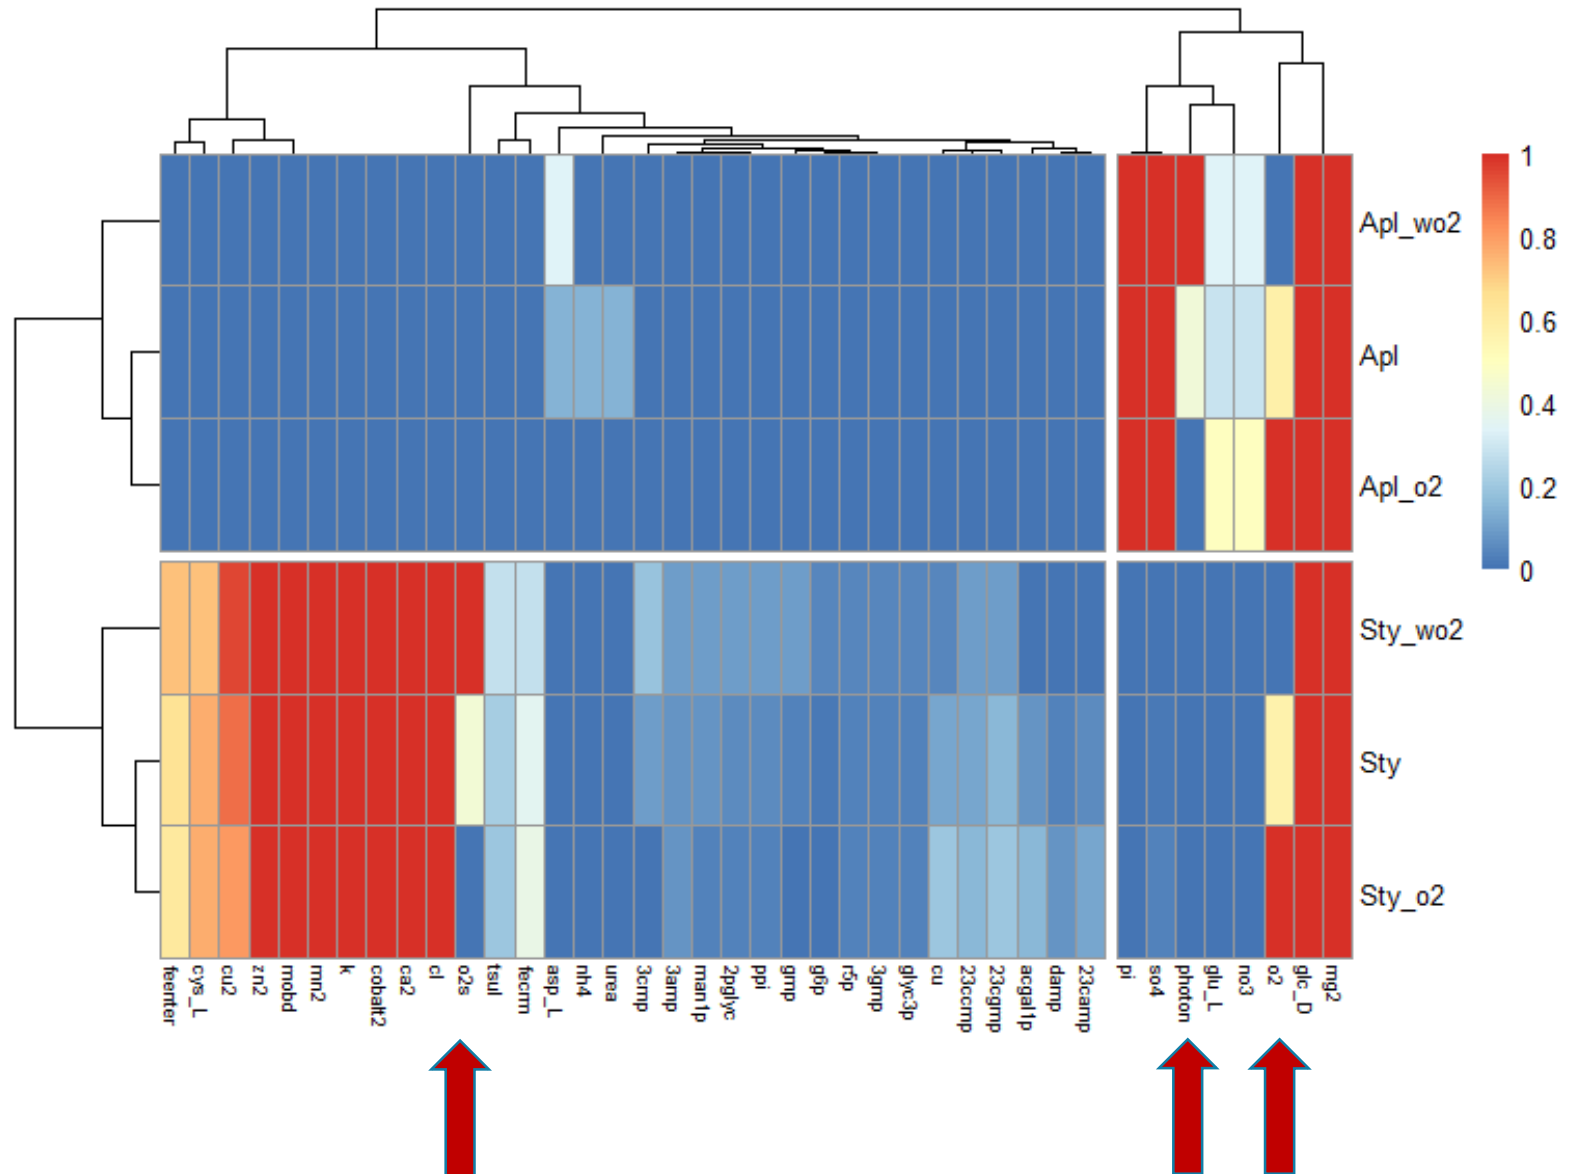 1
0.8
0.6
0.4
0.2
0
Apl_wo2
Apl
Apl_o2
Sty_wo2
Sty
Sty_o2
feenter
cys_L
cu2
zn2
mobd
mn2
k
cobalt2
ca2
cl
o2s
tsul
fecrm
asp_L
nh4
urea
3cmp
3amp
man1p
2pglyc
ppi
gmp
g6p
r5p
3gmp
glyc3p
cu
23ccmp
23cgmp
acgal1p
damp
23camp
pi
so4
photon
glu_L
no3
o2
glc_D
mg2